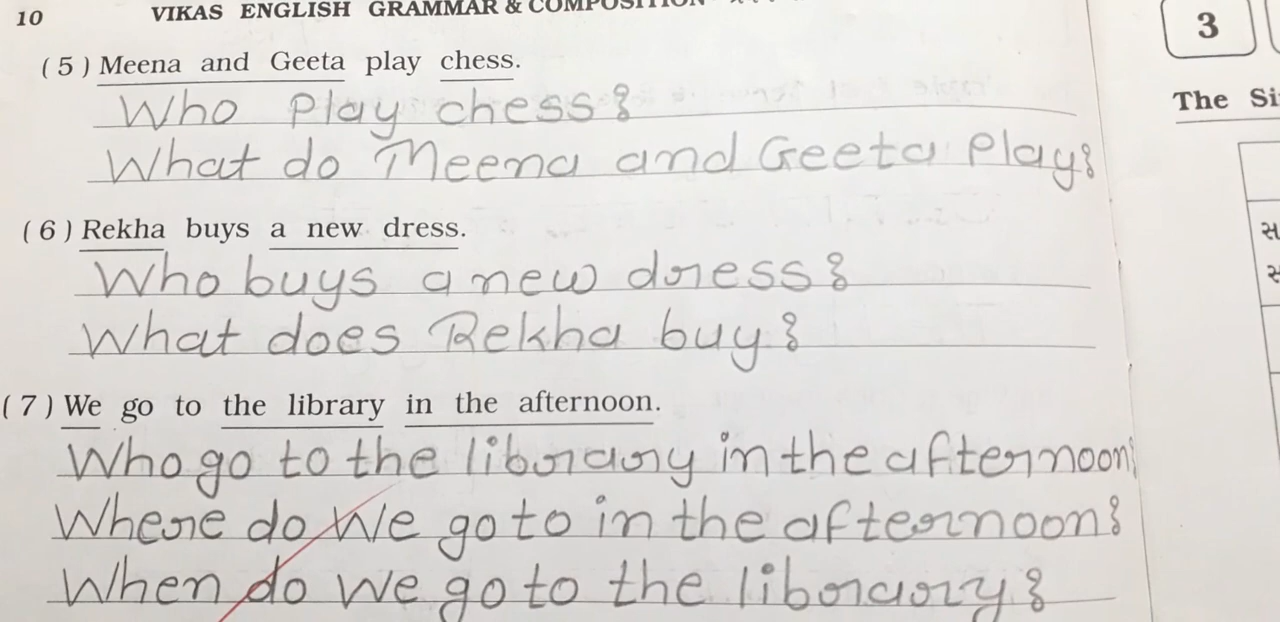 10 VIKAS ENGLISH GRAMMAR & COMPOSITION
3
(5) Meena and Geeta play chess.
Who play chess?
The Si
What do Meena and Geeta play?
(6) Rekha buys a new dress.
સ
Who buys a new dress?
What does Rekha buy?
(7) We go to the library in the afternoon.
Who go to the library in the afternoon?
Where do we go to in the afternoon?
When do we go to the library?